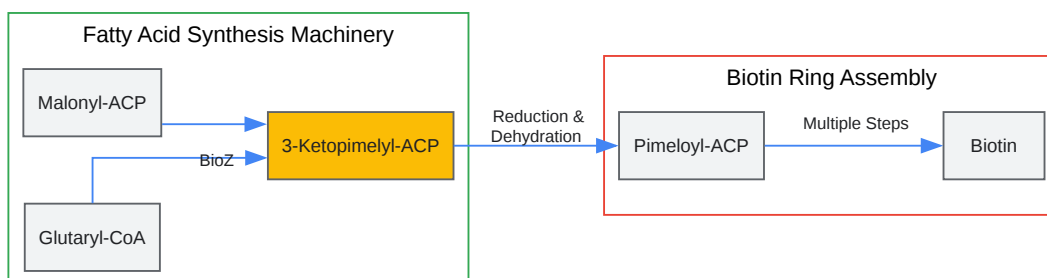 Fatty Acid Synthesis Machinery
Malonyl-ACP
BioZ
3-Ketopimelyl-ACP
Glutaryl-CoA
Reduction &
Dehydration
Biotin Ring Assembly
Pimeloyl-ACP
Multiple Steps
Biotin